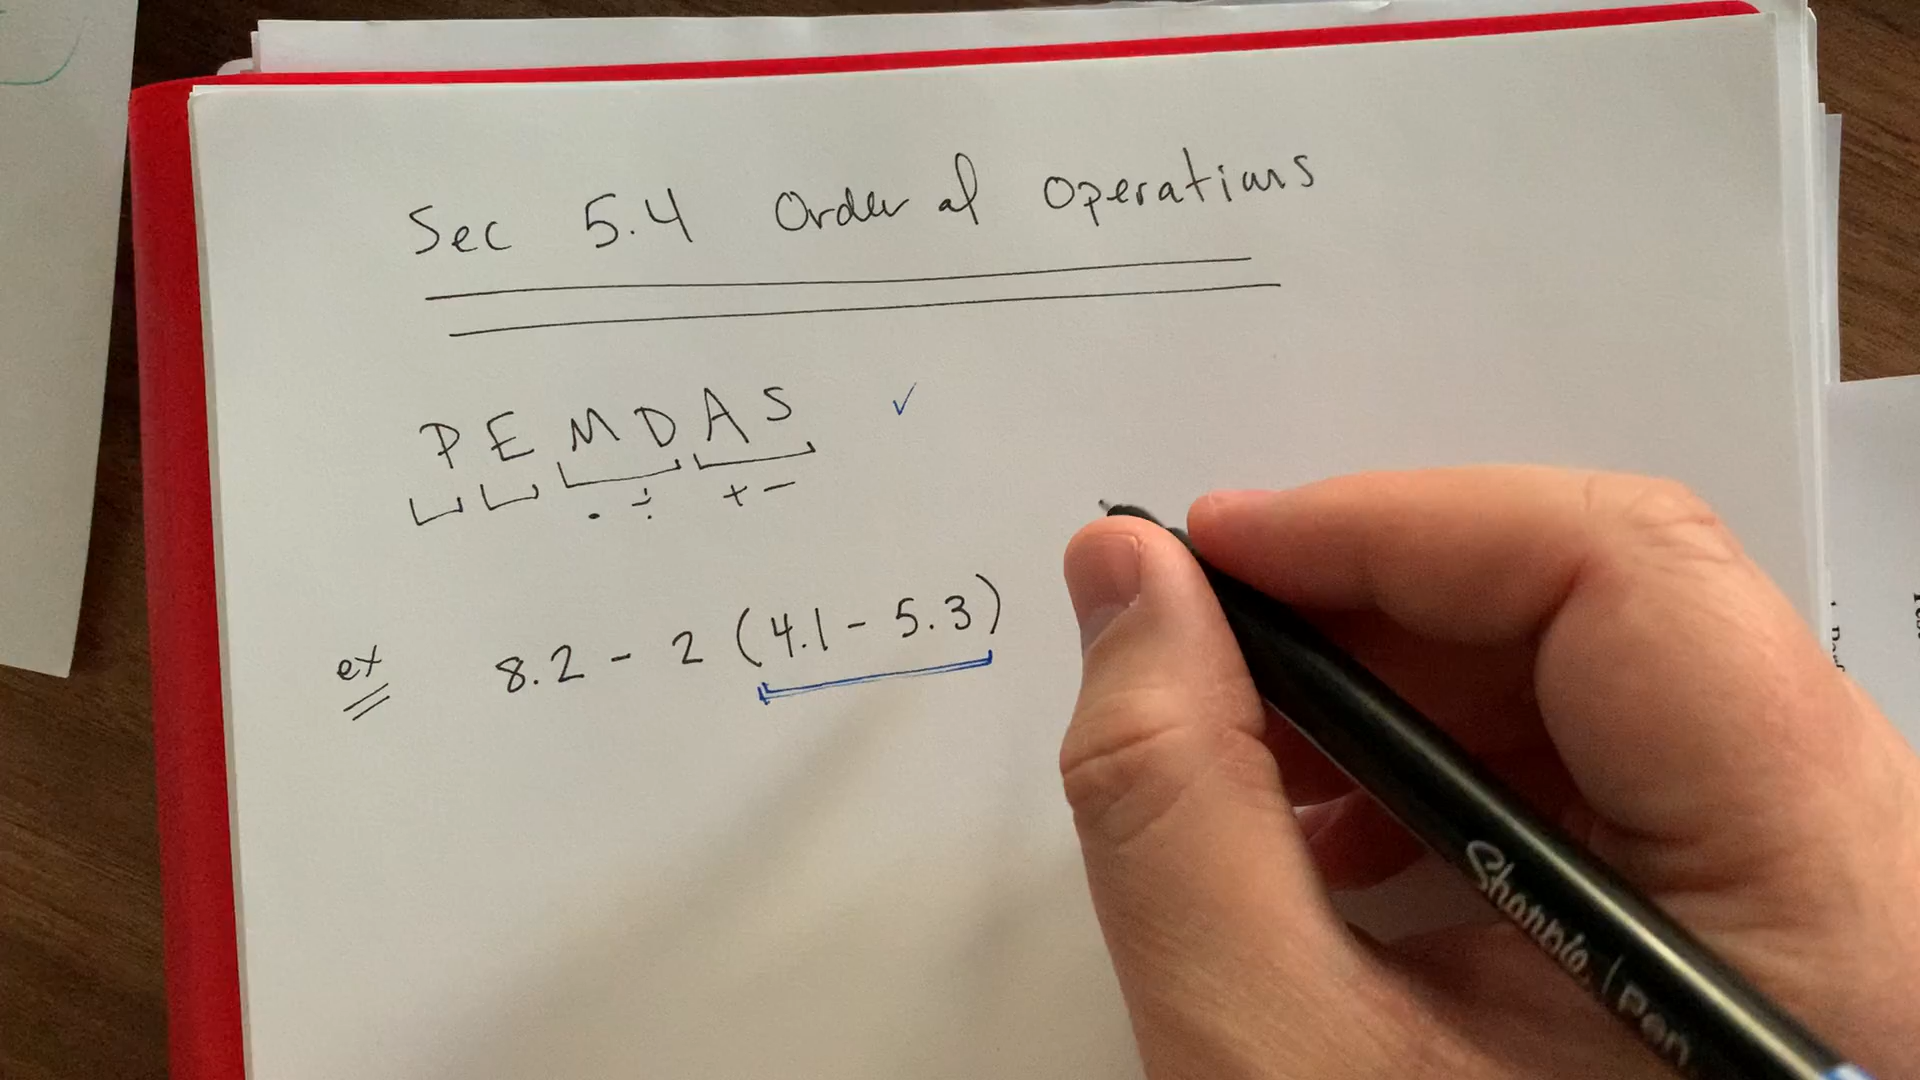 Sec 5.4 Order of Operations
P E M D A S ✓
· ÷ + −
ex 8.2 - 2 (4.1 - 5.3)
Sharpie. | Pen